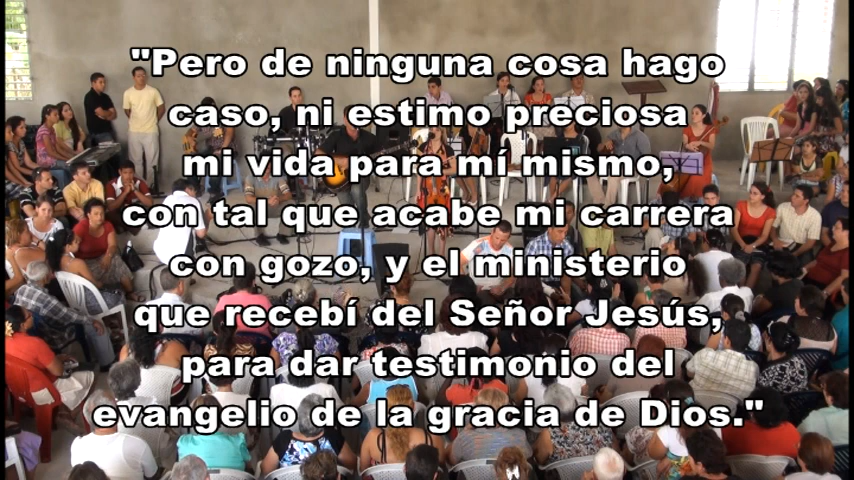 "Pero de ninguna cosa hago
caso, ni estimo preciosa
mi vida para mí mismo,
con tal que acabe mi carrera
con gozo, y el ministerio
que recebí del Señor Jesús,
para dar testimonio del
evangelio de la gracia de Dios."